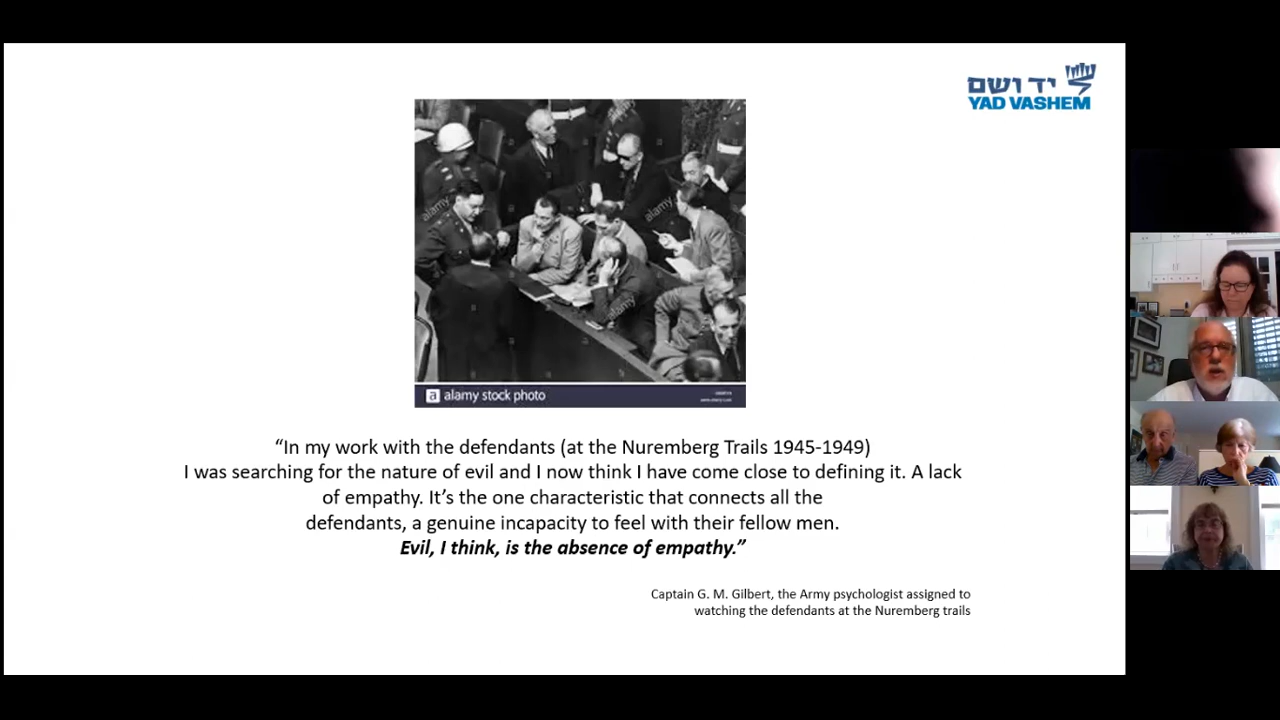 יד ושם
YAD VASHEM
alamy
alamy
alamy
a alamy stock photo
“In my work with the defendants (at the Nuremberg Trails 1945-1949)
I was searching for the nature of evil and I now think I have come close to defining it. A lack
of empathy. It’s the one characteristic that connects all the
defendants, a genuine incapacity to feel with their fellow men.
Evil, I think, is the absence of empathy.”
Captain G. M. Gilbert, the Army psychologist assigned to
watching the defendants at the Nuremberg trails